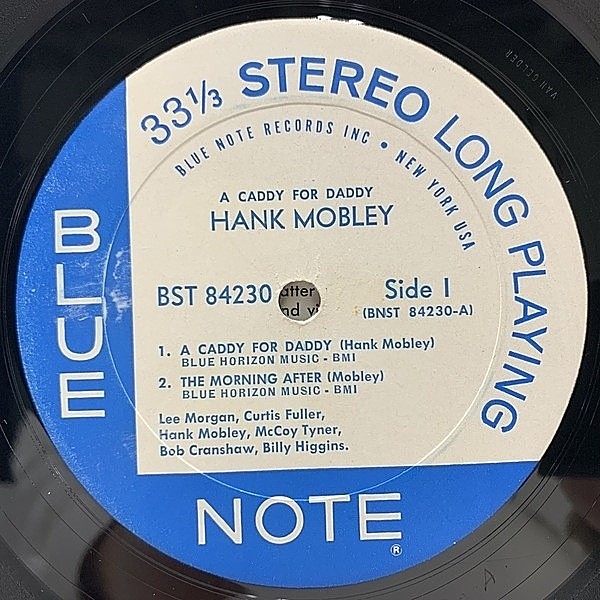 33⅓ STEREO LONG PLAYING
BLUE NOTE RECORDS INC • NEW YORK USA
VAN GELDER
A CADDY FOR DADDY
HANK MOBLEY
BST 84230
Side 1
(BNST 84230-A)
1. A CADDY FOR DADDY (Hank Mobley)
BLUE HORIZON MUSIC - BMI
2. THE MORNING AFTER (Mobley)
BLUE HORIZON MUSIC - BMI
Lee Morgan, Curtis Fuller,
Hank Mobley, McCoy Tyner,
Bob Cranshaw, Billy Higgins.
BLUE
NOTE®